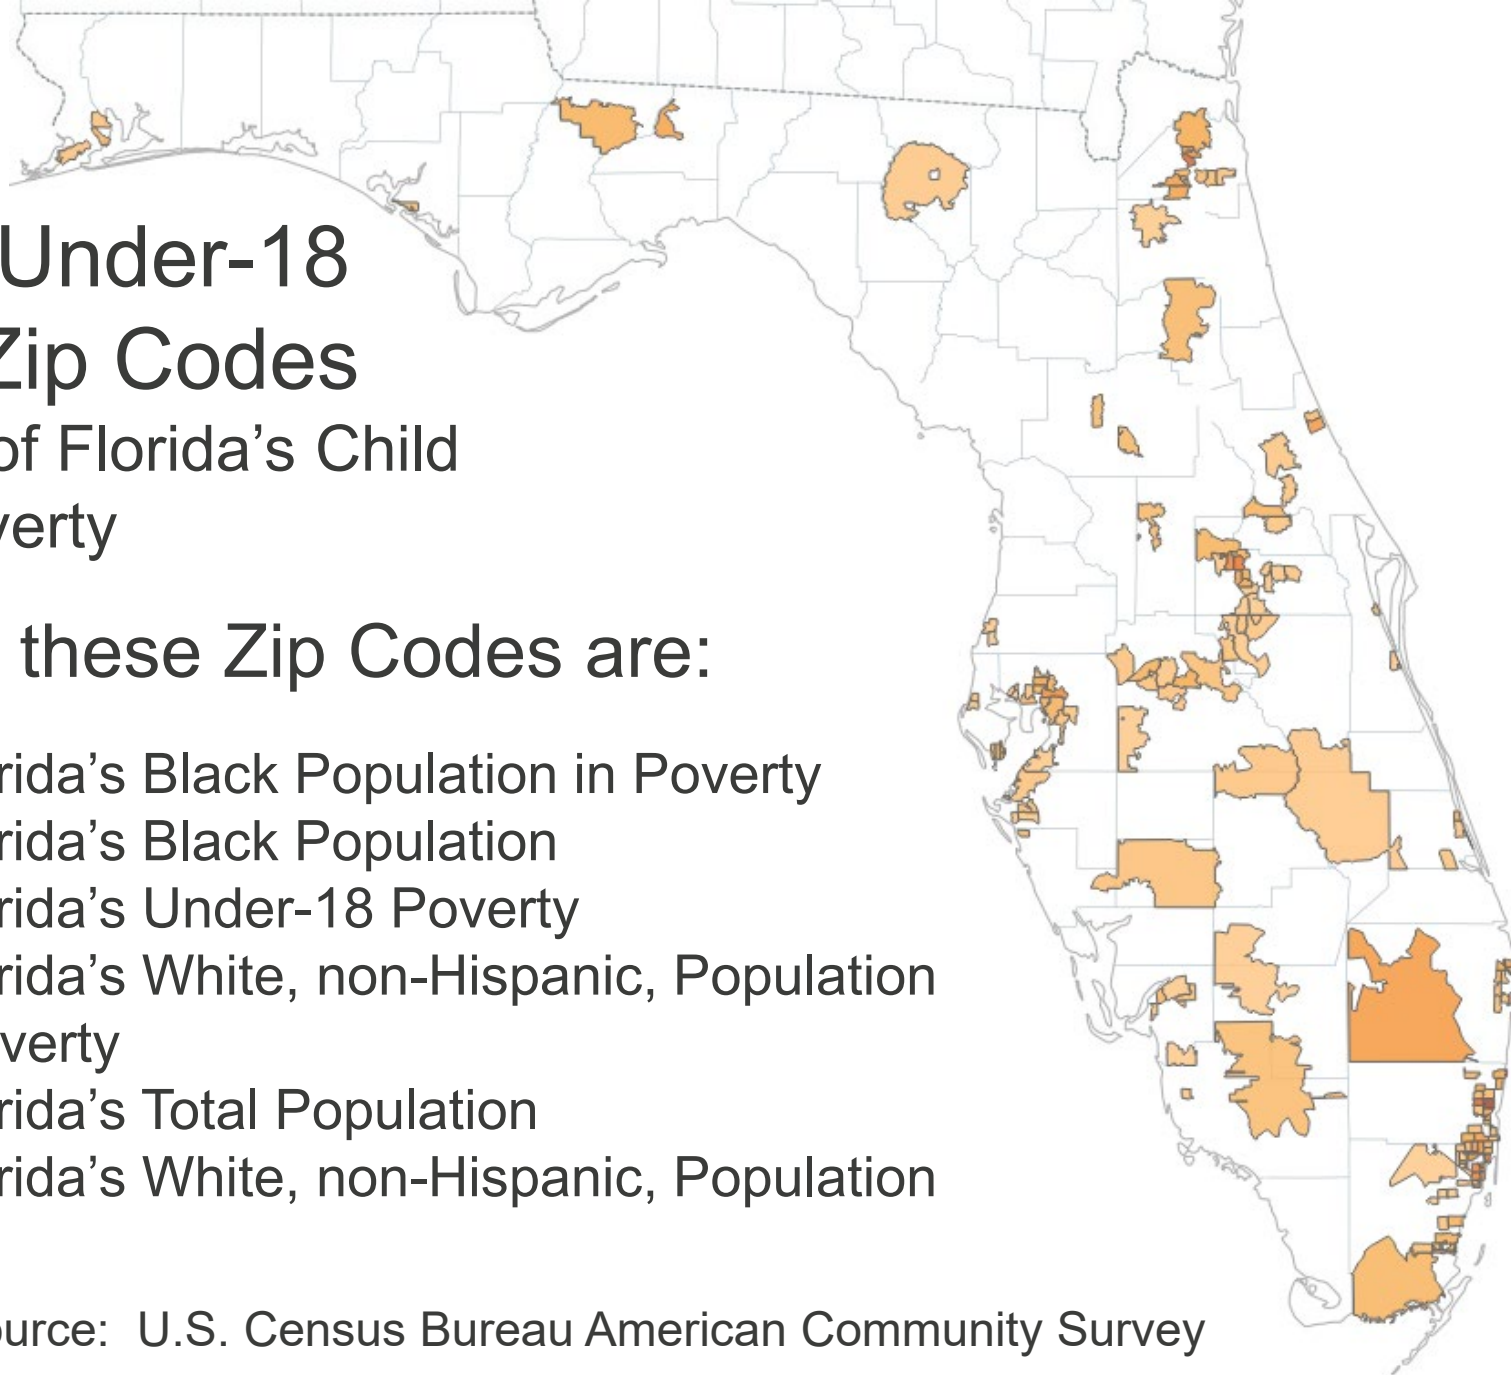 Under-18
Zip Codes
of Florida’s Child
verty
these Zip Codes are:
rida’s Black Population in Poverty
rida’s Black Population
rida’s Under-18 Poverty
rida’s White, non-Hispanic, Population
verty
rida’s Total Population
rida’s White, non-Hispanic, Population
ource: U.S. Census Bureau American Community Survey